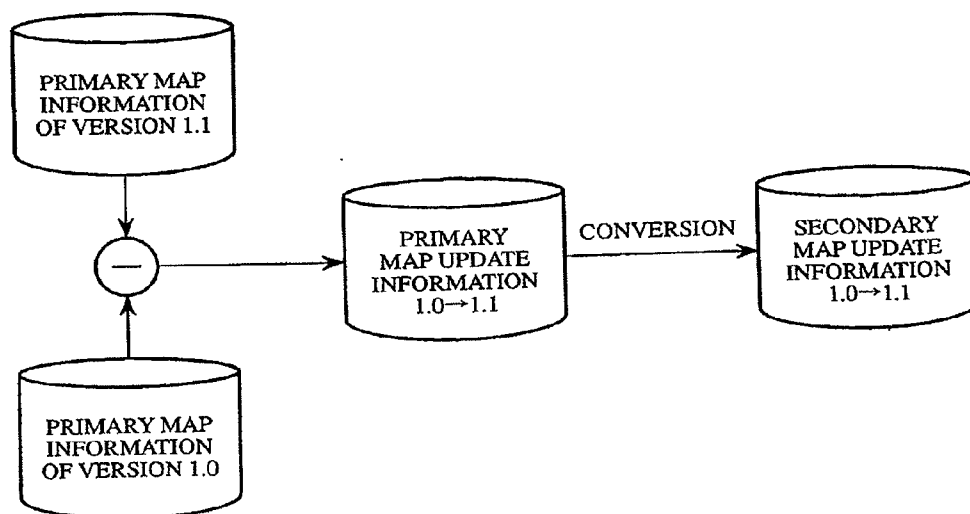 PRIMARY MAP
INFORMATION
OF VERSION 1.1
PRIMARY
MAP UPDATE
INFORMATION
1.0→1.1
CONVERSION
SECONDARY
MAP UPDATE
INFORMATION
1.0→1.1
PRIMARY MAP
INFORMATION
OF VERSION 1.0